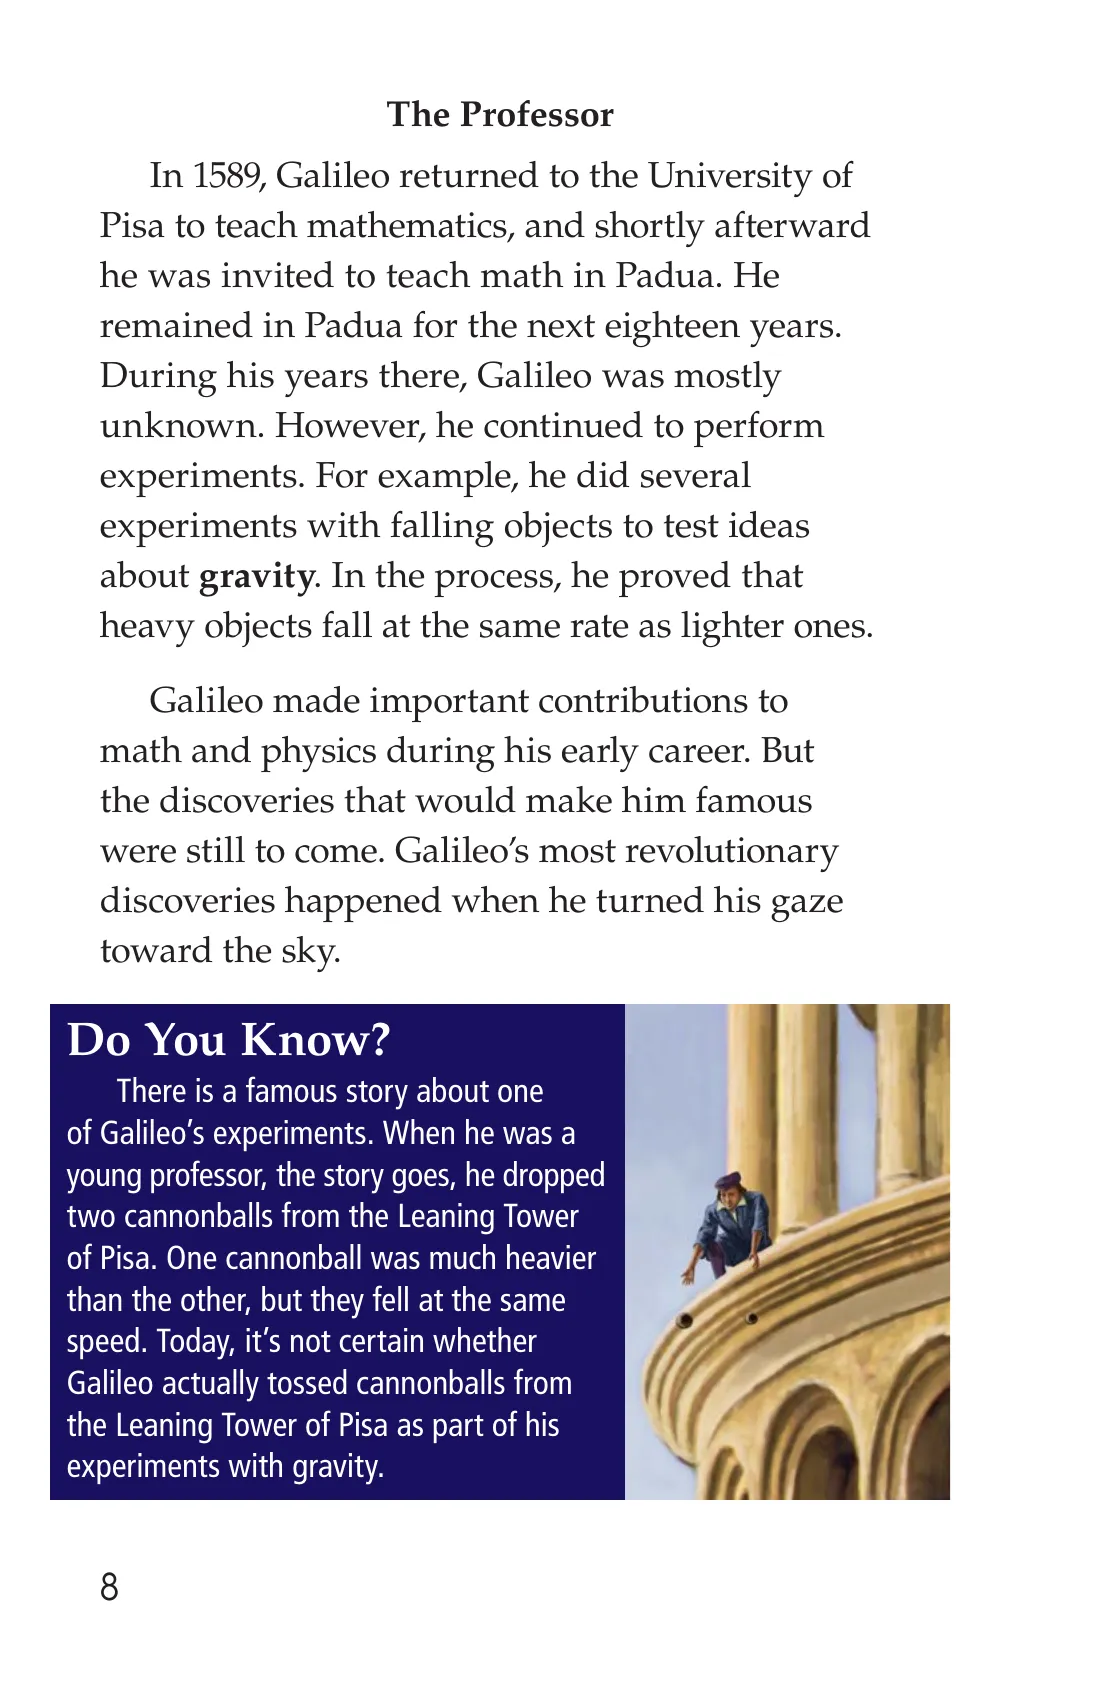 The Professor
In 1589, Galileo returned to the University of
Pisa to teach mathematics, and shortly afterward
he was invited to teach math in Padua. He
remained in Padua for the next eighteen years.
During his years there, Galileo was mostly
unknown. However, he continued to perform
experiments. For example, he did several
experiments with falling objects to test ideas
about gravity. In the process, he proved that
heavy objects fall at the same rate as lighter ones.
Galileo made important contributions to
math and physics during his early career. But
the discoveries that would make him famous
were still to come. Galileo’s most revolutionary
discoveries happened when he turned his gaze
toward the sky.
Do You Know?
There is a famous story about one
of Galileo’s experiments. When he was a
young professor, the story goes, he dropped
two cannonballs from the Leaning Tower
of Pisa. One cannonball was much heavier
than the other, but they fell at the same
speed. Today, it’s not certain whether
Galileo actually tossed cannonballs from
the Leaning Tower of Pisa as part of his
experiments with gravity.
8